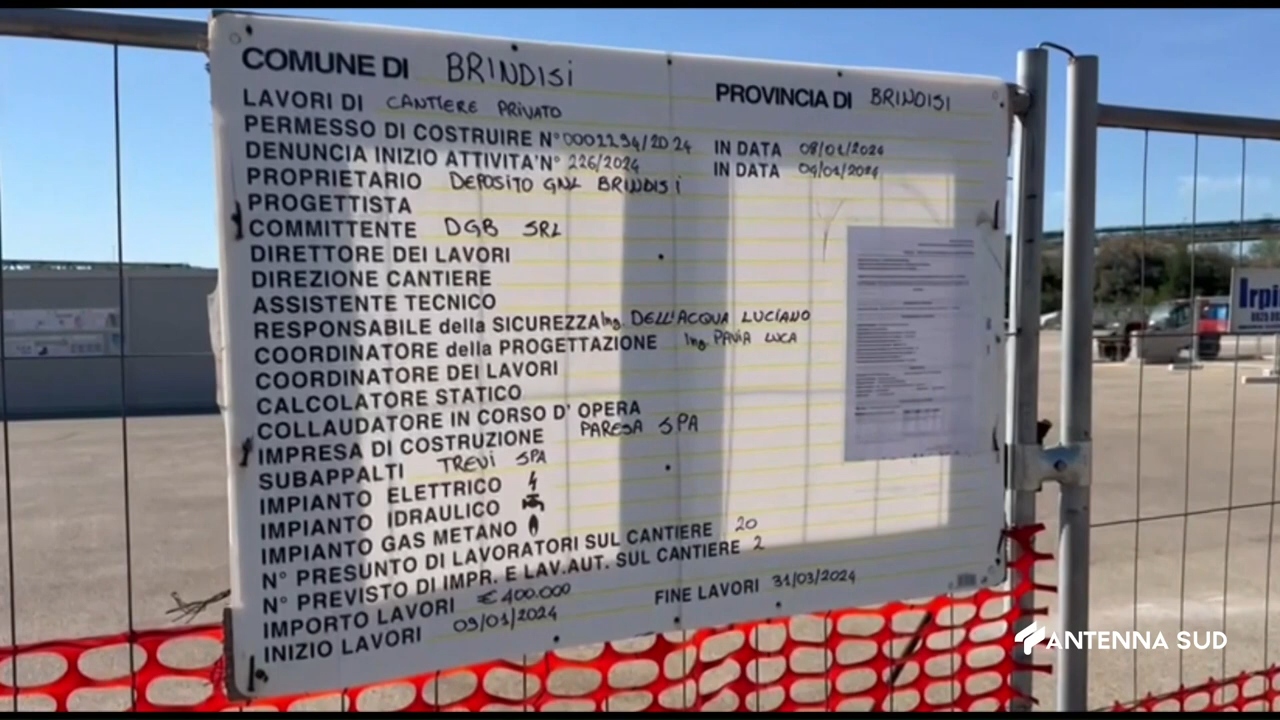 COMUNE DI BRINDISI PROVINCIA DI BRINDISI
LAVORI DI CANTIERE PRIVATO
PERMESSO DI COSTRUIRE N° 0001194/2024 IN DATA 08/01/2024
DENUNCIA INIZIO ATTIVITA' N° 226/2024 IN DATA 09/01/2024
PROPRIETARIO DEPOSITO GNL BRINDISI
PROGETTISTA
COMMITTENTE DGB SRL
DIRETTORE DEI LAVORI
DIREZIONE CANTIERE
ASSISTENTE TECNICO
RESPONSABILE della SICUREZZA Ing. DELL'ACQUA LUCIANO
COORDINATORE della PROGETTAZIONE Ing. PAVIA LUCA
COORDINATORE DEI LAVORI
CALCOLATORE STATICO
COLLAUDATORE IN CORSO D' OPERA
IMPRESA DI COSTRUZIONE PARESA SPA
SUBAPPALTI TREVI SPA
IMPIANTO ELETTRICO
IMPIANTO IDRAULICO
IMPIANTO GAS METANO
N° PRESUNTO DI LAVORATORI SUL CANTIERE 20
N° PREVISTO DI IMPR. E LAV.AUT. SUL CANTIERE 2
IMPORTO LAVORI € 400.000
INIZIO LAVORI 09/01/2024 FINE LAVORI 31/03/2024
Irpi
ANTENNA SUD